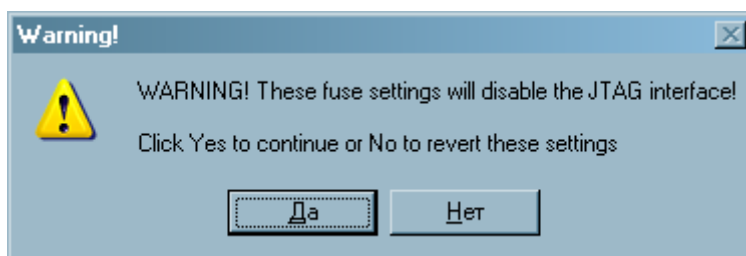 Warning!
WARNING! These fuse settings will disable the JTAG interface!
Click Yes to continue or No to revert these settings
Да
Нет